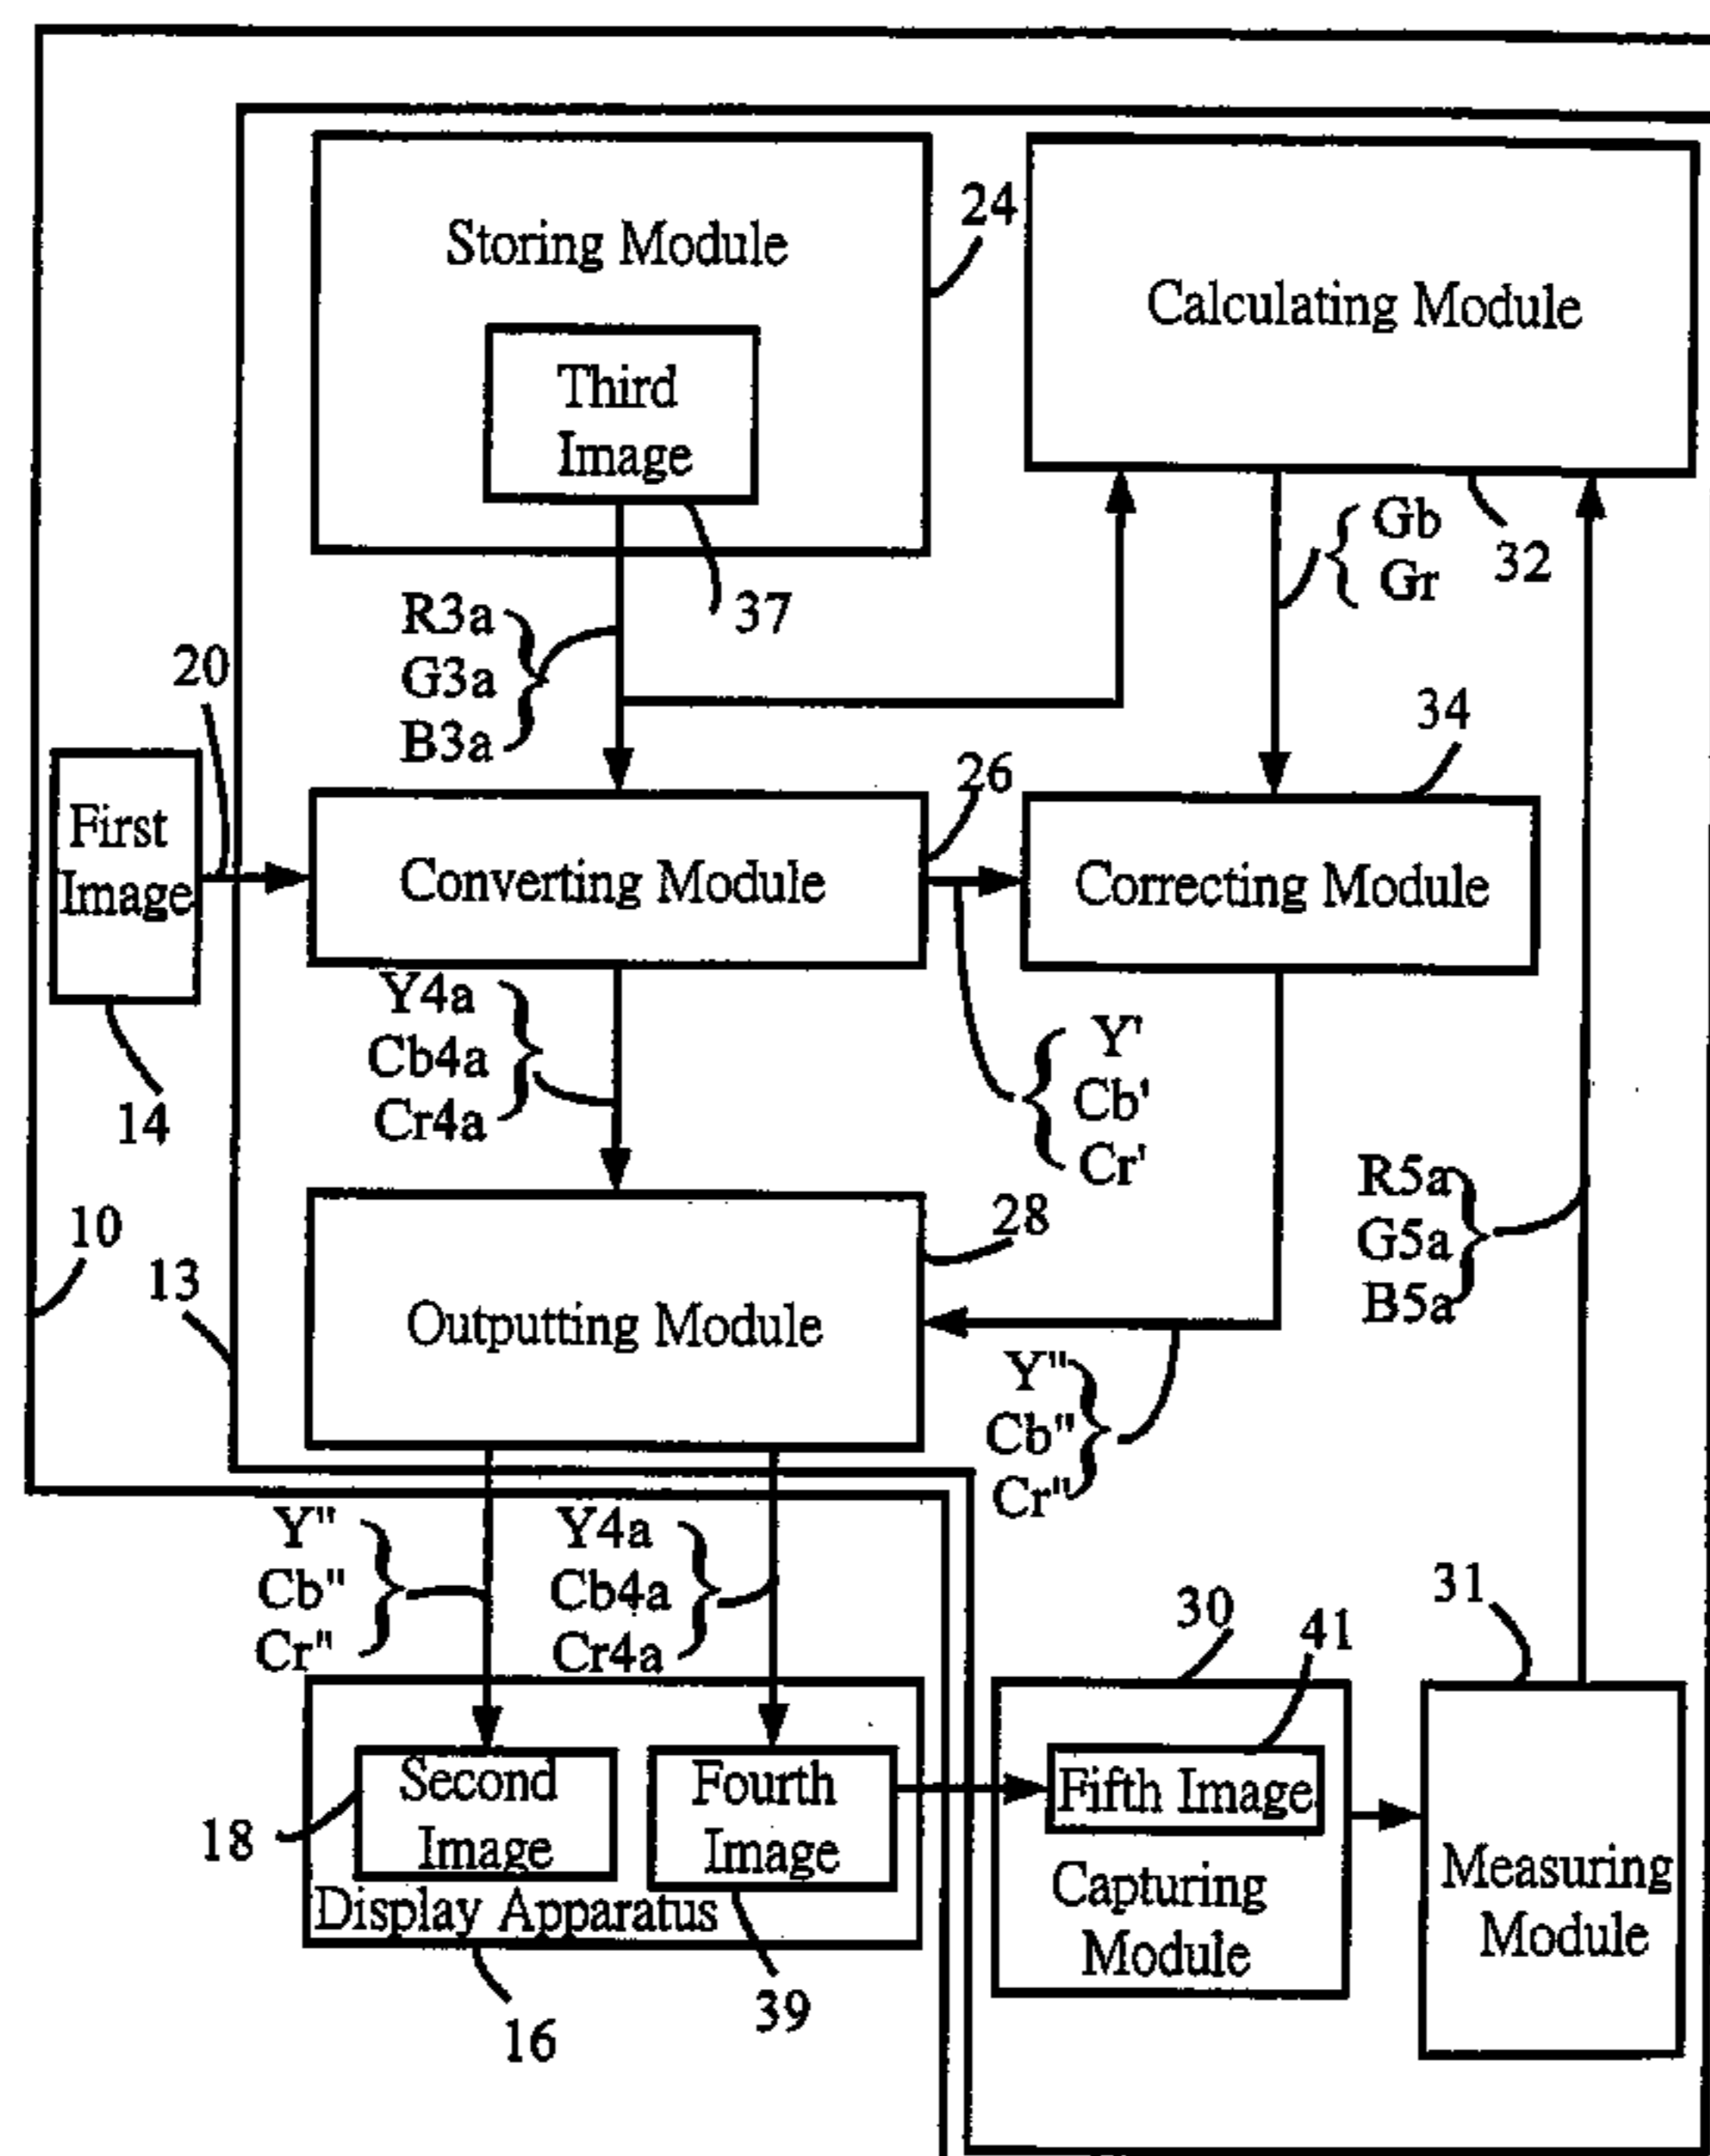 Storing Module
24
Calculating Module
Third
Image
37
32
Gb
Gr
R3a
G3a
B3a
20
34
26
First
Image
14
Converting Module
Correcting Module
Y4a
Cb4a
Cr4a
Y'
Cb'
Cr'
R5a
G5a
B5a
10
13
28
Outputting Module
Y"
Cb"
Cr"
Y"
Cb"
Cr"
Y4a
Cb4a
Cr4a
30
41
31
Second
Image
18
Fourth
Image
Display Apparatus
16
39
Fifth Image
Capturing
Module
Measuring
Module